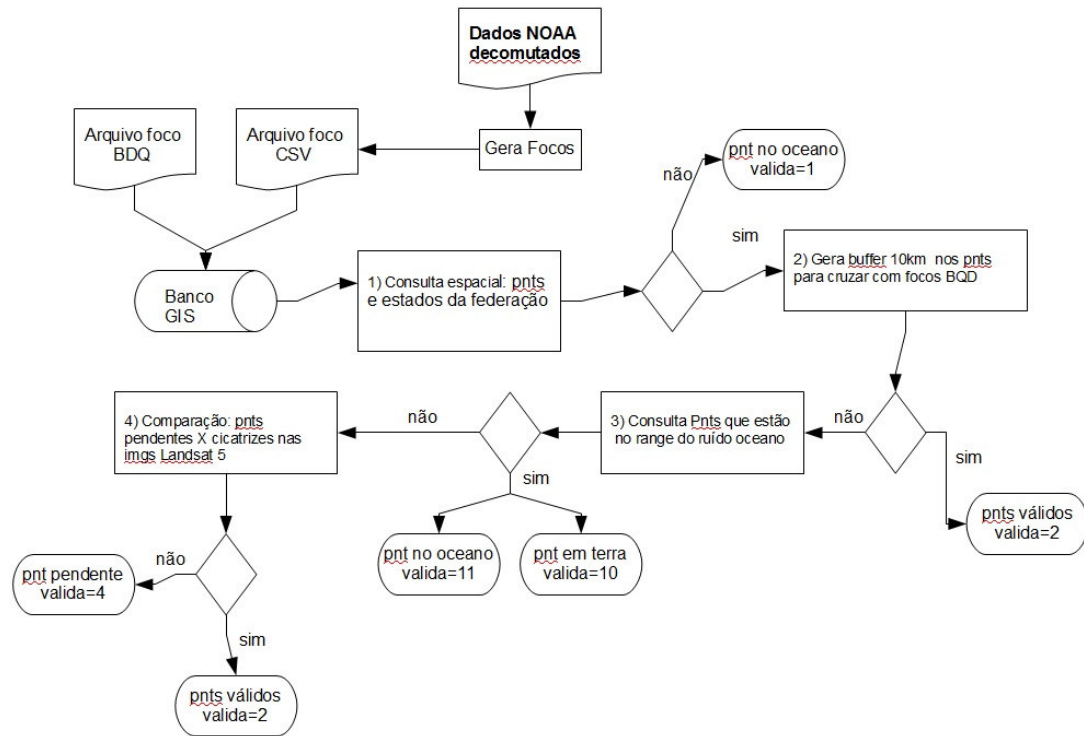 Dados NOAA
decomutados
Arquivo foco
BDQ
Arquivo foco
CSV
Gera Focos
pnt no oceano
valida=1
não
sim
Banco
GIS
1) Consulta espacial: pnts
e estados da federação
2) Gera buffer 10km nos pnts
para cruzar com focos BQD
4) Comparação: pnts
pendentes X cicatrizes nas
imgs Landsat 5
não
3) Consulta Pnts que estão
no range do ruído oceano
não
sim
sim
pnts válidos
valida=2
pnt no oceano
valida=11
pnt em terra
valida=10
não
pnt pendente
valida=4
sim
pnts válidos
valida=2